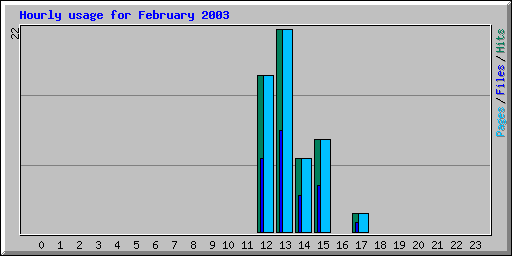 Hourly usage for February 2003
22
Pages / Files / Hits
0 1 2 3 4 5 6 7 8 9 10 11 12 13 14 15 16 17 18 19 20 21 22 23